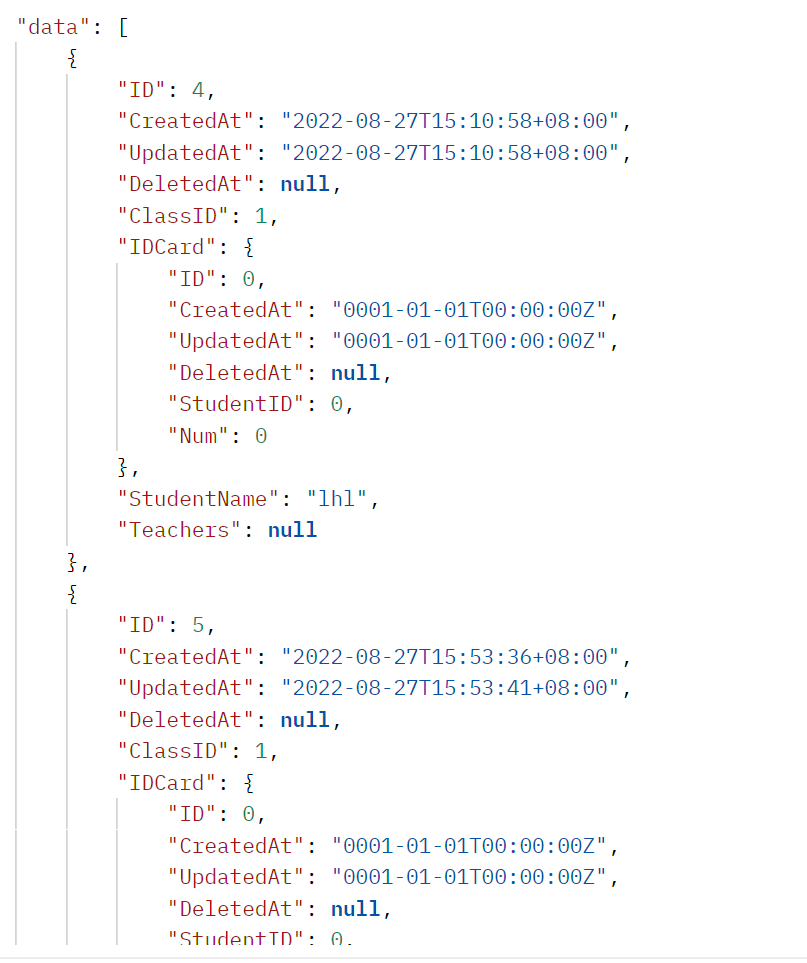 "data": [
{
"ID": 4,
"CreatedAt": "2022-08-27T15:10:58+08:00",
"UpdatedAt": "2022-08-27T15:10:58+08:00",
"DeletedAt": null,
"ClassID": 1,
"IDCard": {
"ID": 0,
"CreatedAt": "0001-01-01T00:00:00Z",
"UpdatedAt": "0001-01-01T00:00:00Z",
"DeletedAt": null,
"StudentID": 0,
"Num": 0
},
"StudentName": "lhl",
"Teachers": null
},
{
"ID": 5,
"CreatedAt": "2022-08-27T15:53:36+08:00",
"UpdatedAt": "2022-08-27T15:53:41+08:00",
"DeletedAt": null,
"ClassID": 1,
"IDCard": {
"ID": 0,
"CreatedAt": "0001-01-01T00:00:00Z",
"UpdatedAt": "0001-01-01T00:00:00Z",
"DeletedAt": null,
"StudentID": 0,